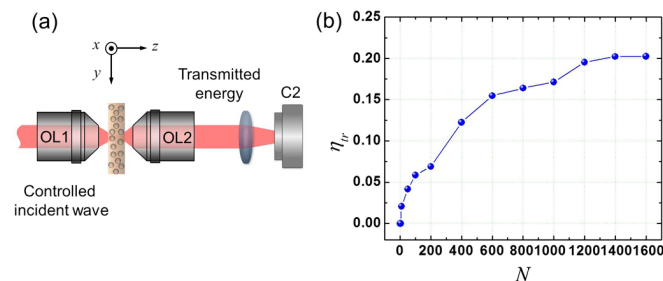 (a)
x
z
y
Transmitted
energy
C2
OL1
OL2
Controlled
incident wave
(b)
0.25
0.20
0.15
0.10
0.05
0.00
ηtr
0 200 400 600 800 1000 1200 1400 1600
N